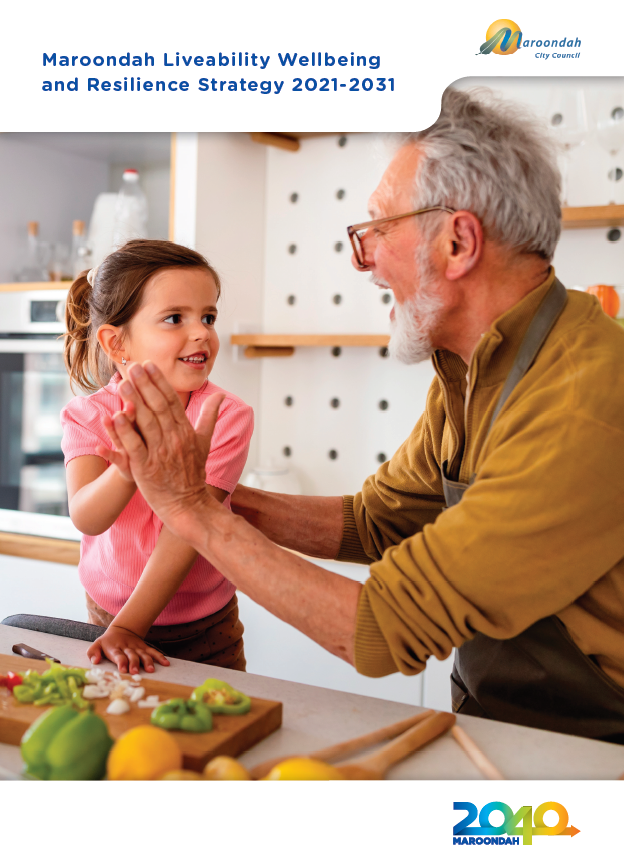 Maroondah Liveability Wellbeing
and Resilience Strategy 2021-2031
Maroondah
City Council
2040
MAROONDAH